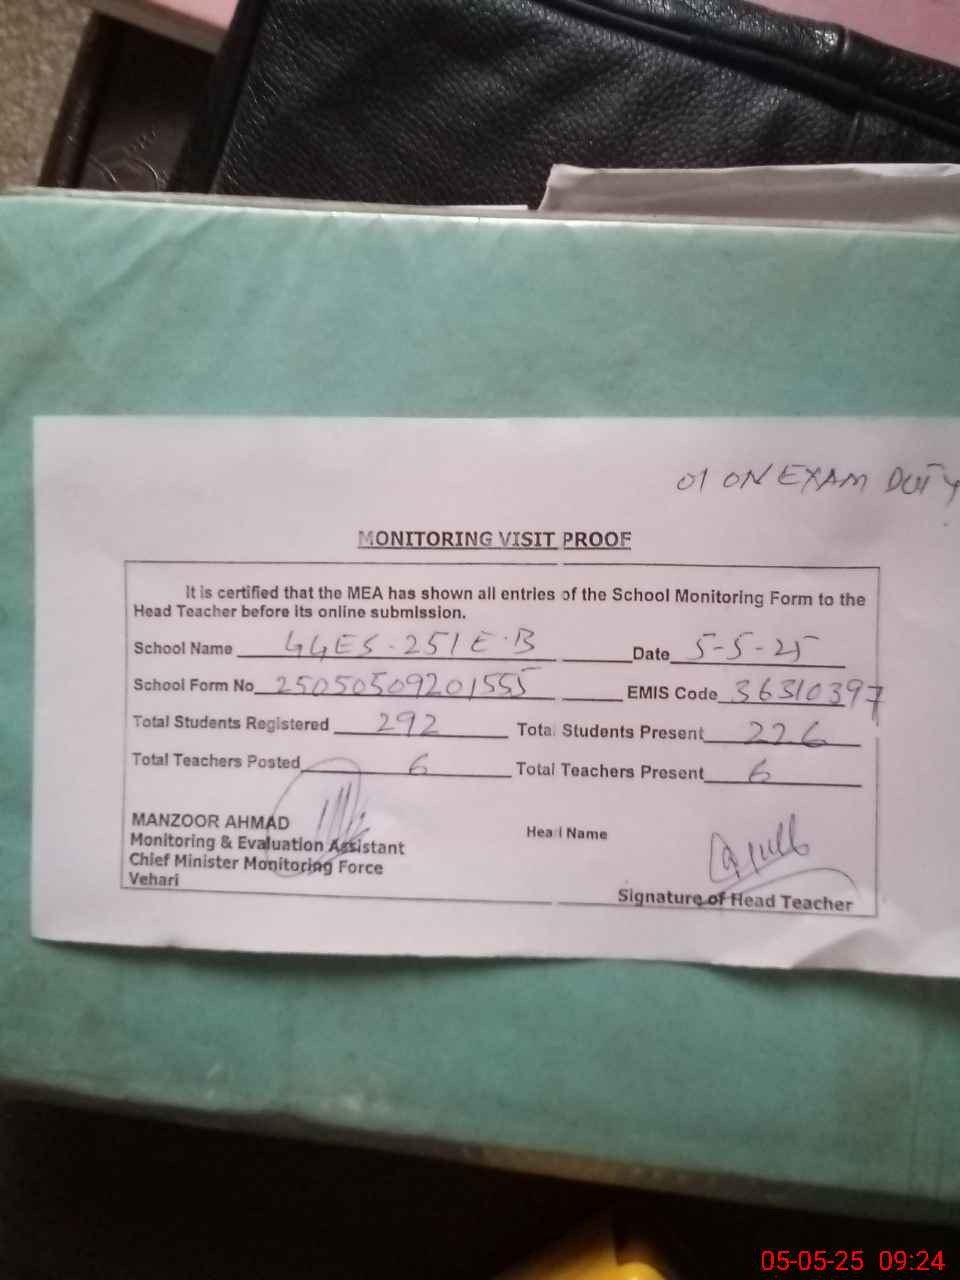 01 ON EXAM DUTY
MONITORING VISIT PROOF
It is certified that the MEA has shown all entries of the School Monitoring Form to the
Head Teacher before its online submission.
School Name GGES-251 E.B Date 5-5-25
School Form No 25050509201555 EMIS Code 36310397
Total Students Registered 292 Total Students Present 226
Total Teachers Posted 6 Total Teachers Present 6
MANZOOR AHMAD
Monitoring & Evaluation Assistant
Chief Minister Monitoring Force
Vehari
Head Name
Signature of Head Teacher
05-05-25 09:24